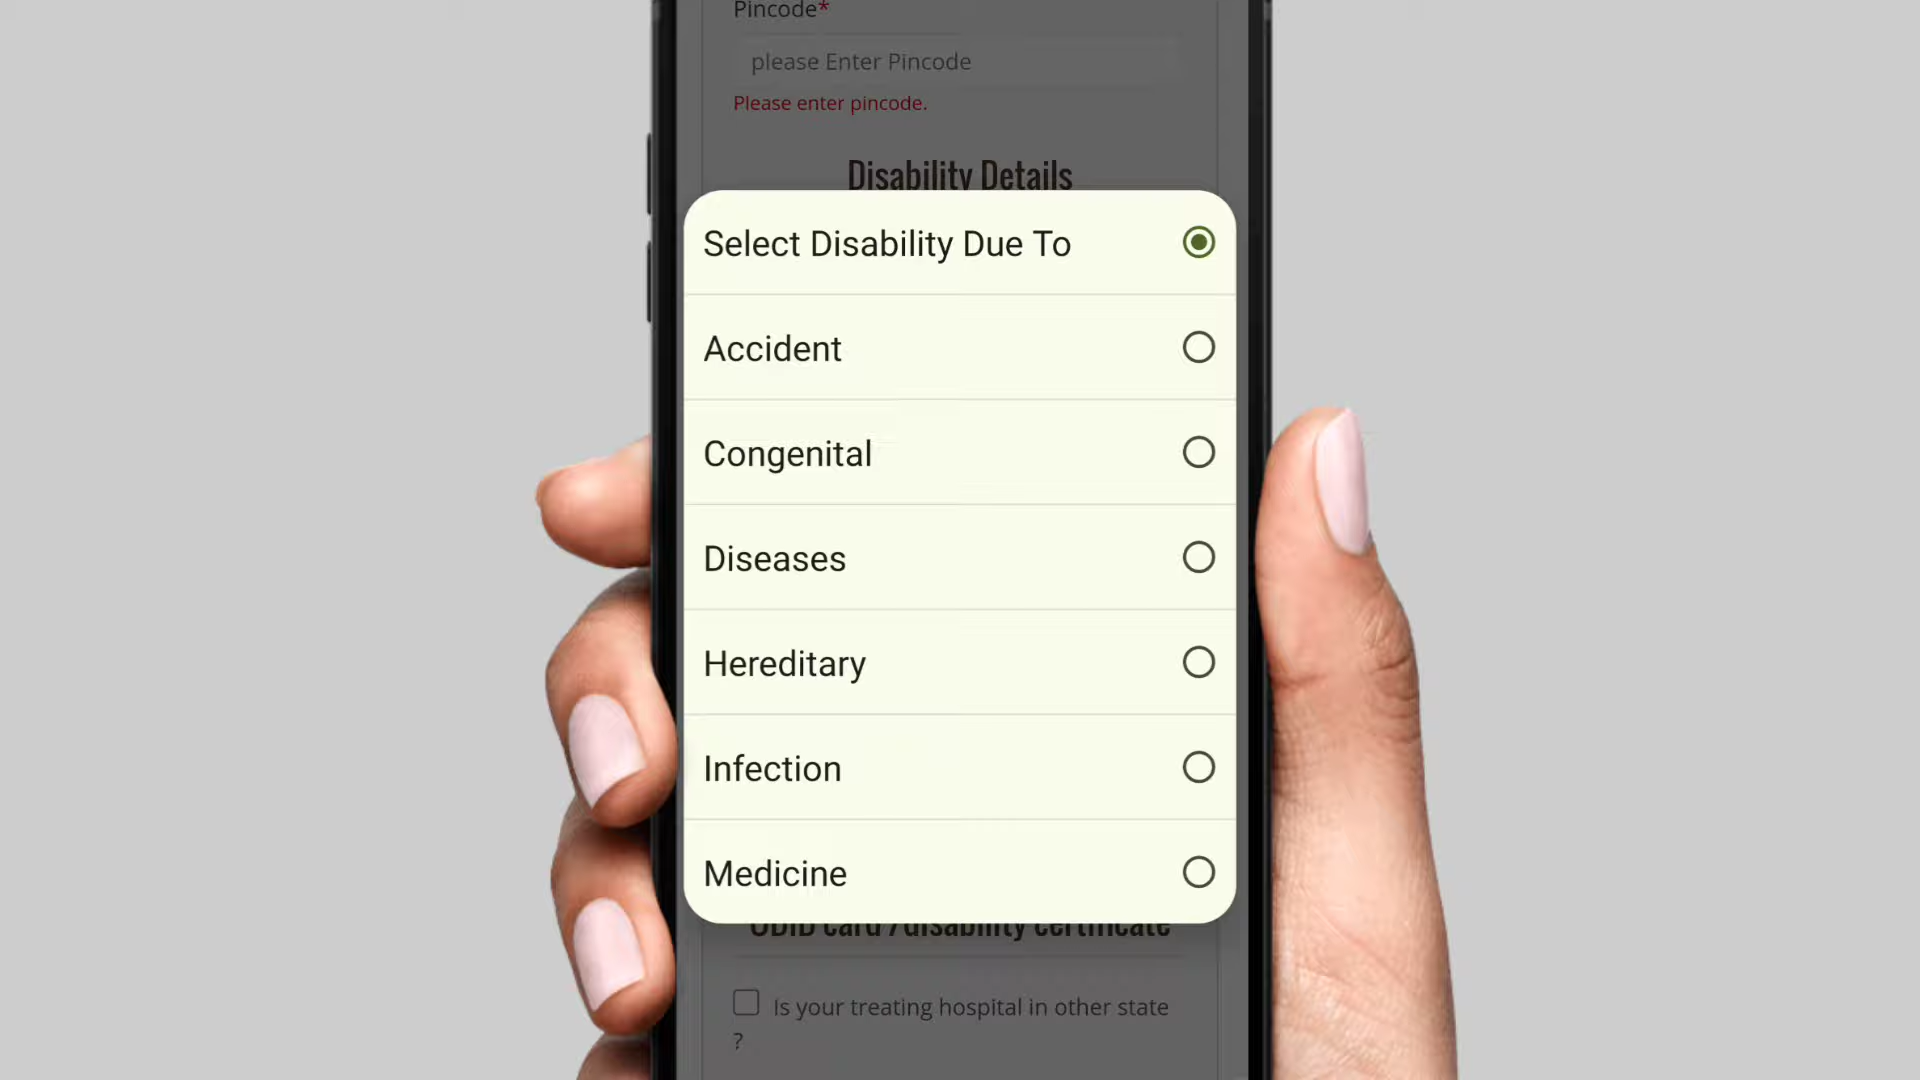 Pincode*
please Enter Pincode
Please enter pincode.
Disability Details
Select Disability Due To
Accident
Congenital
Diseases
Hereditary
Infection
Medicine
UDID card /disability certificate
Is your treating hospital in other state
?